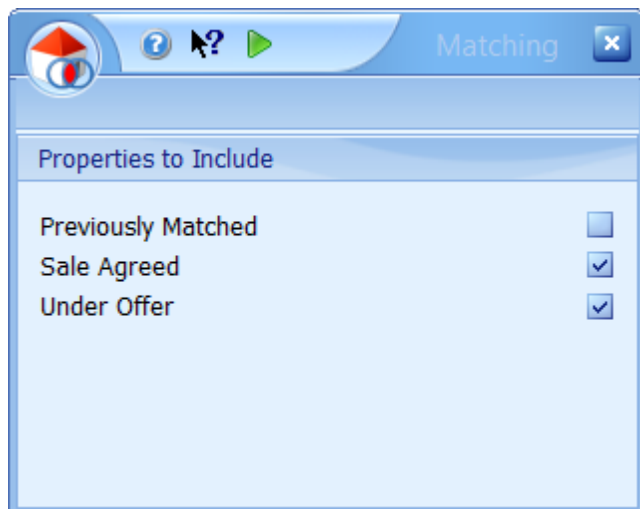 Matching
Properties to Include
Previously Matched
Sale Agreed
Under Offer